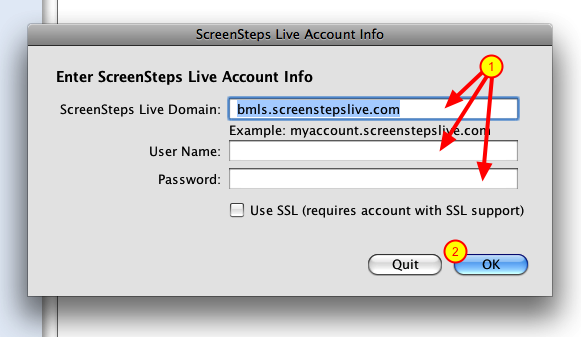 ScreenSteps Live Account Info
1
Enter ScreenSteps Live Account Info
ScreenSteps Live Domain: bmls.screenstepslive.com
Example: myaccount.screenstepslive.com
User Name:
Password:
Use SSL (requires account with SSL support)
2
Quit OK